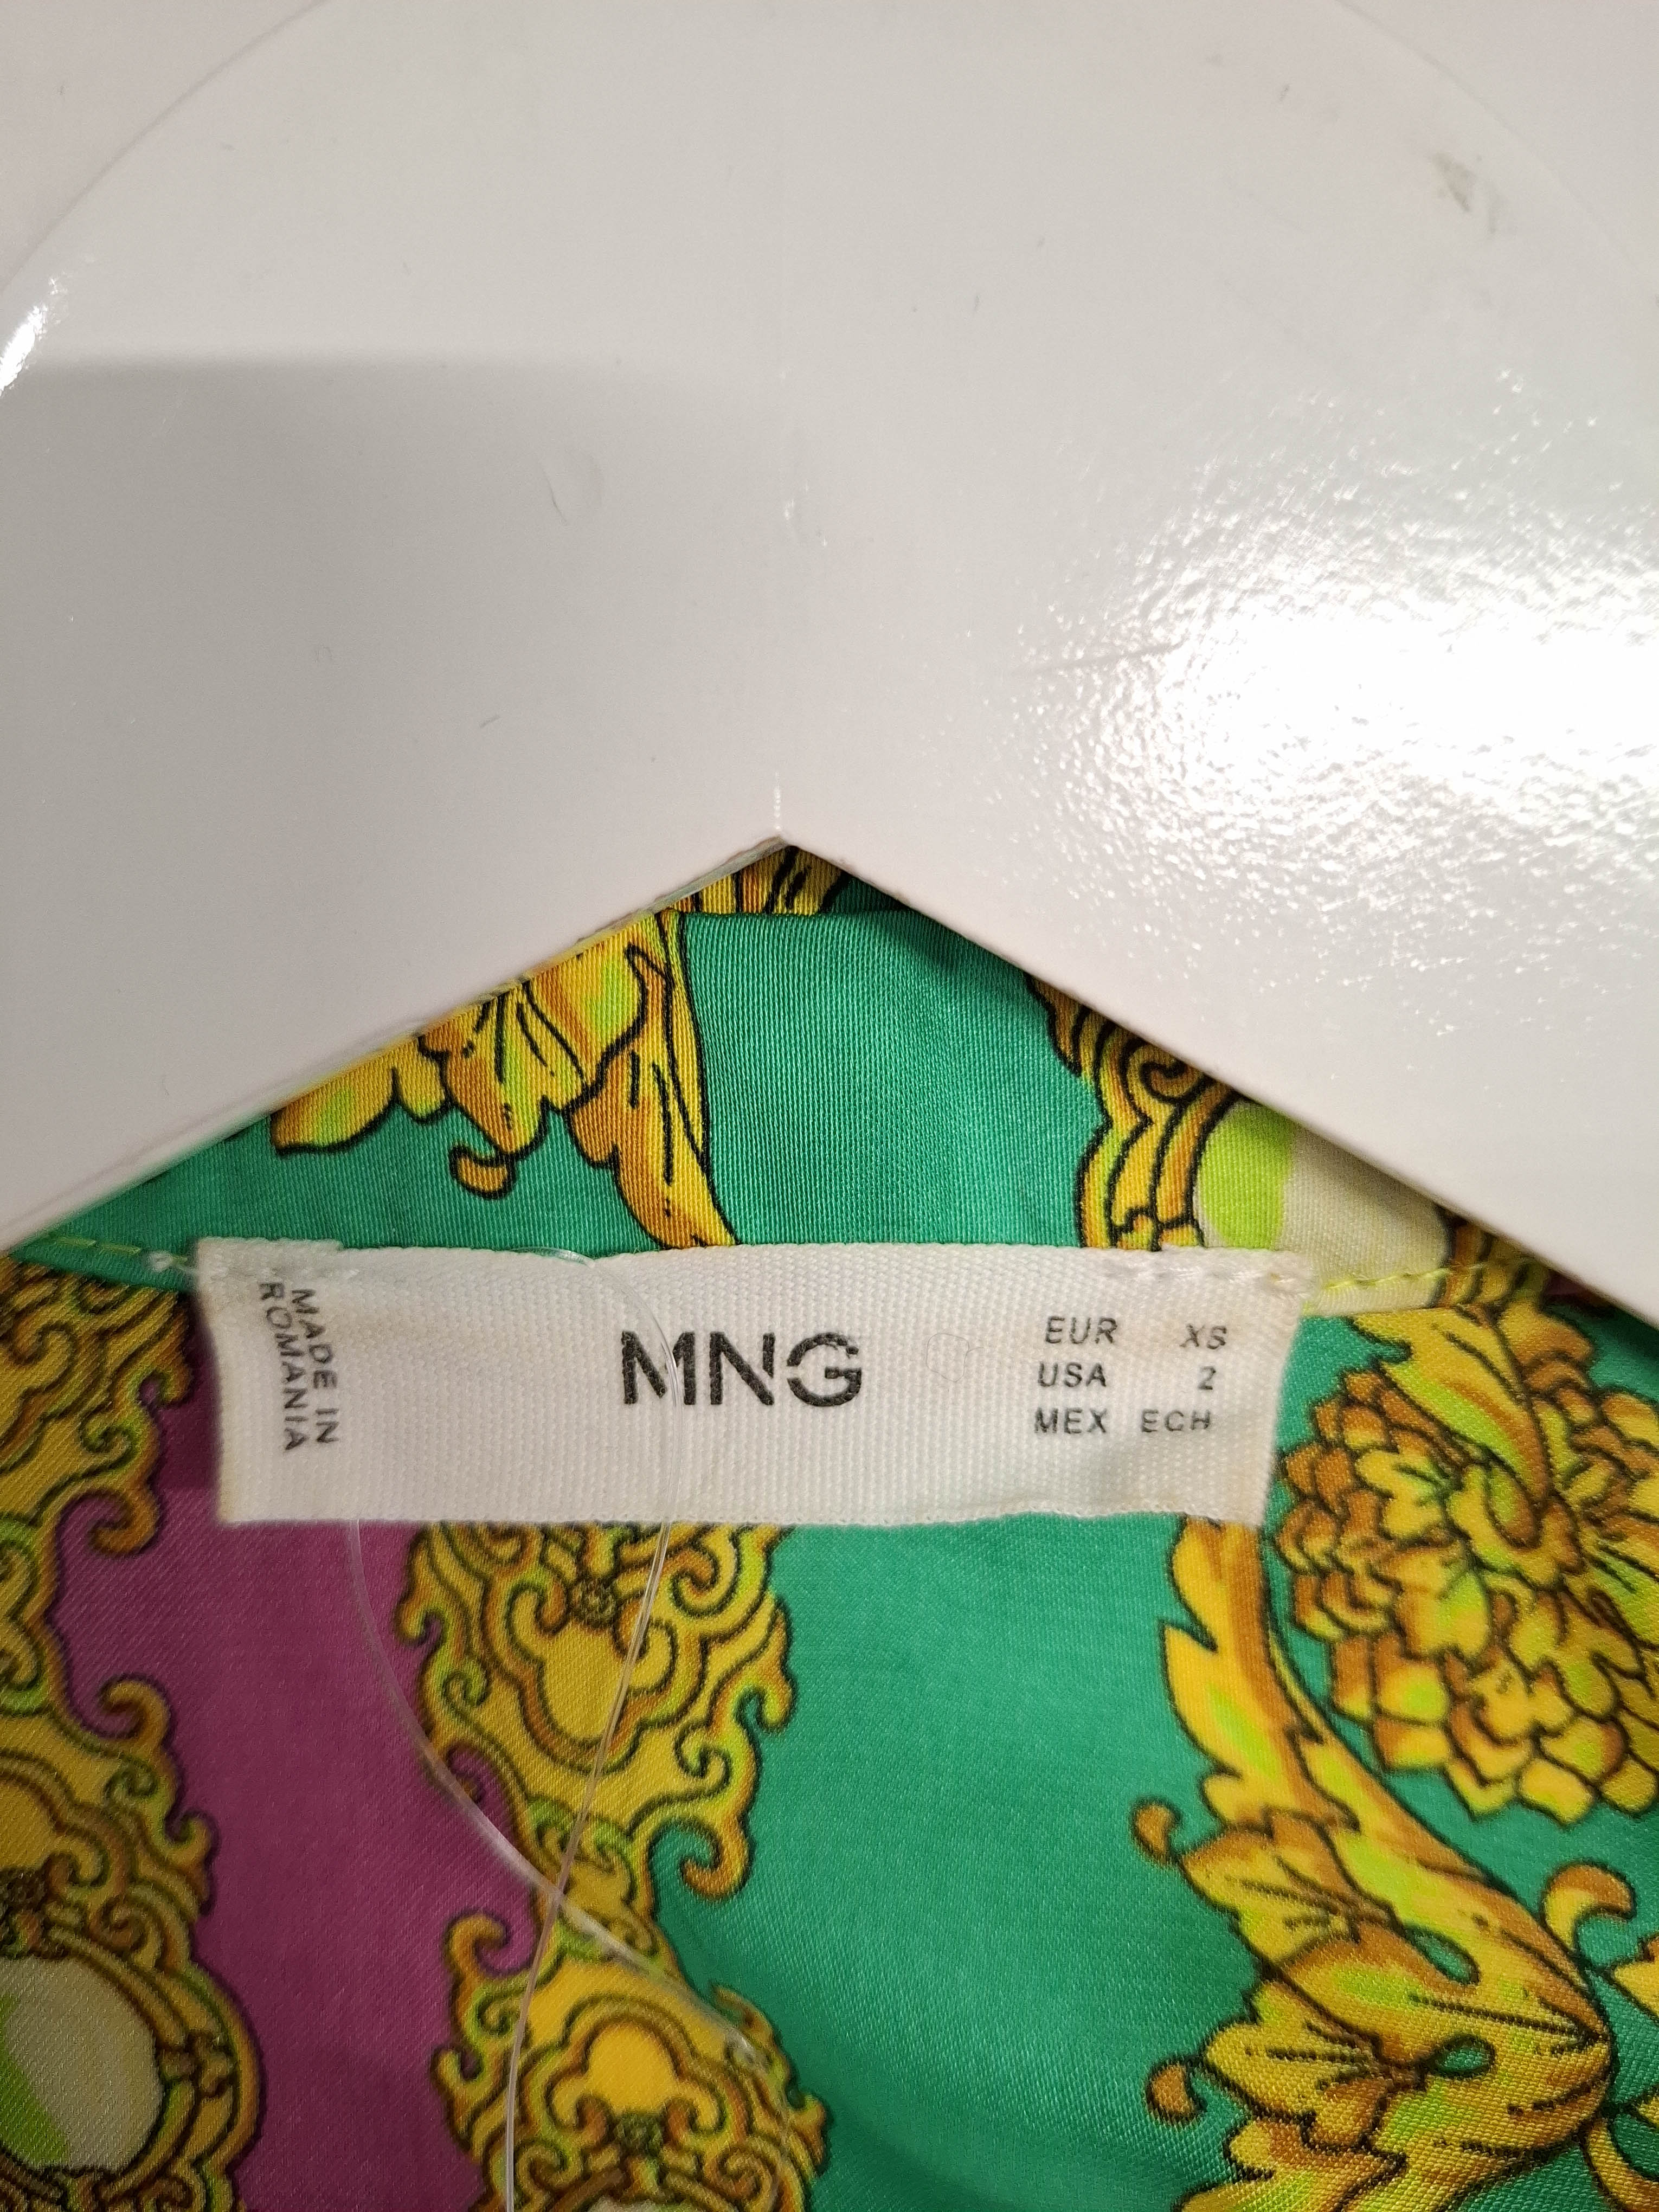 MADE IN
ROMANIA
MNG
EUR XS
USA 2
MEX ECH